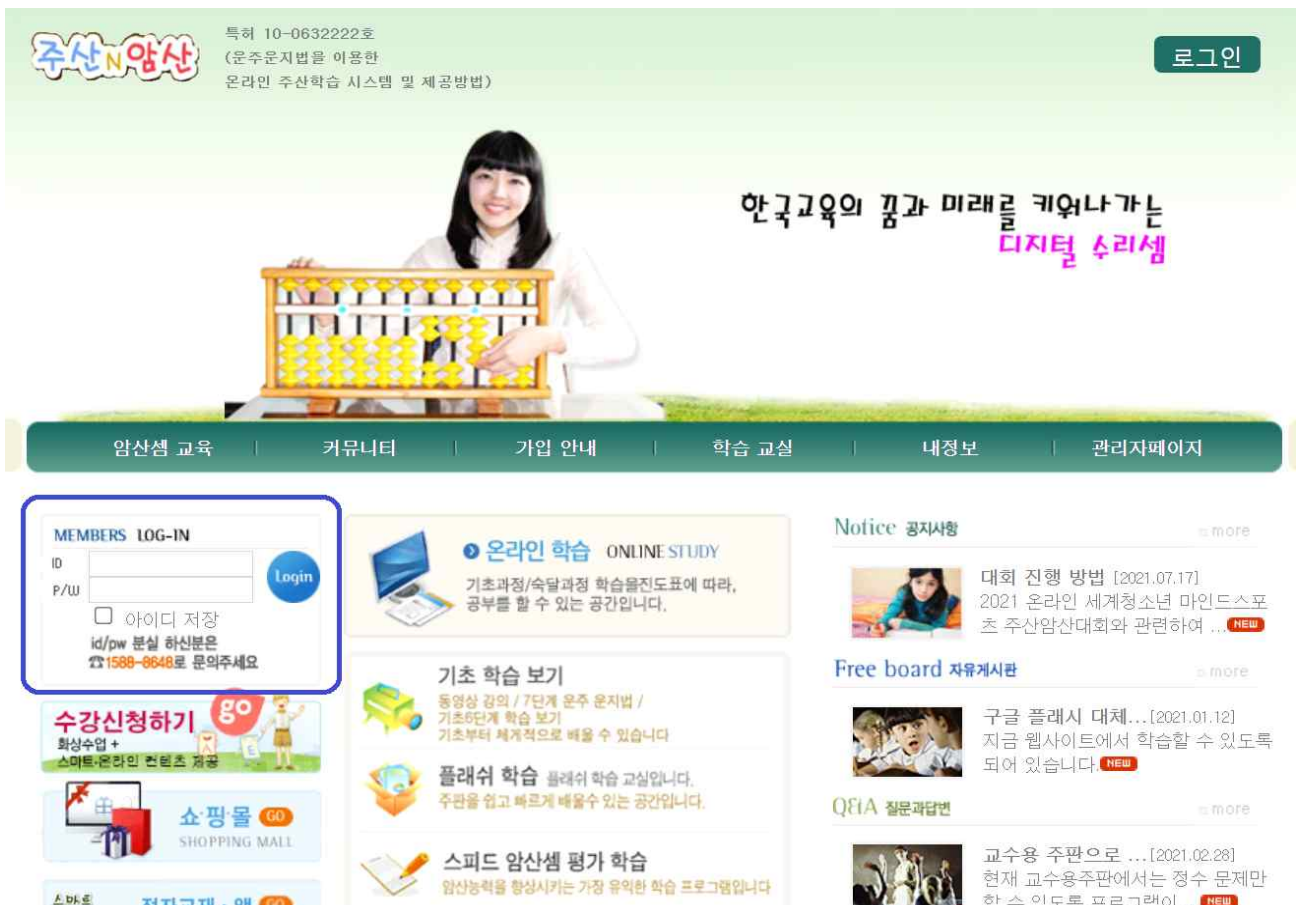 주산N암산
특허 10-0632222호
(운주운지법을 이용한
온라인 주산학습 시스템 및 제공방법)
로그인
한국교육의 꿈과 미래를 키워나가는
디지털 수리셈
암산셈 교육
커뮤니티
가입 안내
학습 교실
내정보
관리자페이지
MEMBERS LOG-IN
ID
P/W
Login
아이디 저장
id/pw 분실 하신분은
☎1588-8648로 문의주세요
수강신청하기 go
화상수업 +
스마트·온라인 컨텐츠 제공
쇼·핑·몰 GO
SHOPPING MALL
스마트
전자교재·앱 GO
온라인 학습 ONLINE STUDY
기초과정/숙달과정 학습물진도표에 따라,
공부를 할 수 있는 공간입니다.
기초 학습 보기
동영상 강의 / 7단계 운주 운지법 /
기초6단계 학습 보기
기초부터 체계적으로 배울 수 있습니다
플래쉬 학습 플래쉬 학습 교실입니다.
주판을 쉽고 빠르게 배울수 있는 공간입니다.
스피드 암산셈 평가 학습
암산능력을 향상시키는 가장 유익한 학습 프로그램입니다
Notice 공지사항
more
대회 진행 방법 [2021.07.17]
2021 온라인 세계청소년 마인드스포
츠 주산암산대회와 관련하여 ... NEW
Free board 자유게시판
more
구글 플래시 대체...[2021.01.12]
지금 웹사이트에서 학습할 수 있도록
되어 있습니다. NEW
Q&A 질문과답변
more
교수용 주판으로 ...[2021.02.28]
현재 교수용주판에서는 정수 문제만
할 수 있도록 프로그램이 ... NEW